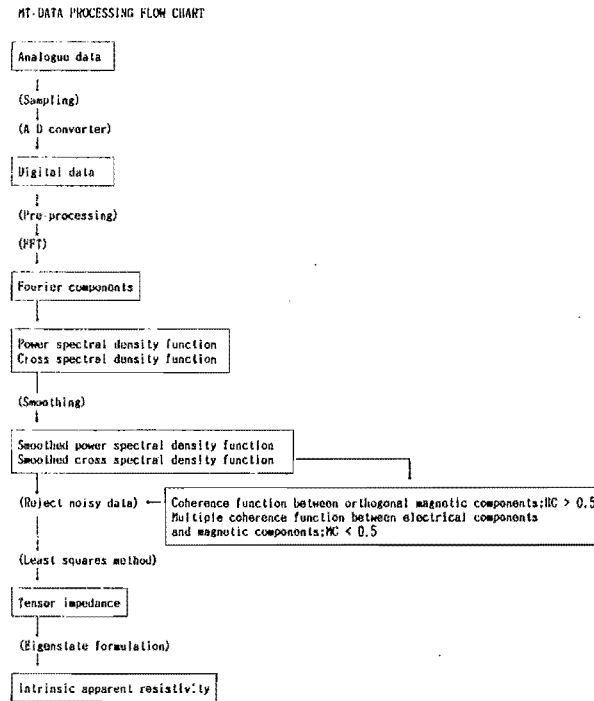 MT-DATA PROCESSING FLOW CHART
Analogue data
(Sampling)
(A D converter)
Digital data
(Pre-processing)
(FFT)
Fourier components
Power spectral density function
Cross spectral density function
(Smoothing)
Smoothed power spectral density function
Smoothed cross spectral density function
(Reject noisy data)
Coherence function between orthogonal magnetic components;HC > 0.5
Multiple coherence function between electrical components
and magnetic components;MC < 0.5
(Least squares method)
Tensor impedance
(Eigenstate formulation)
Intrinsic apparent resistivity